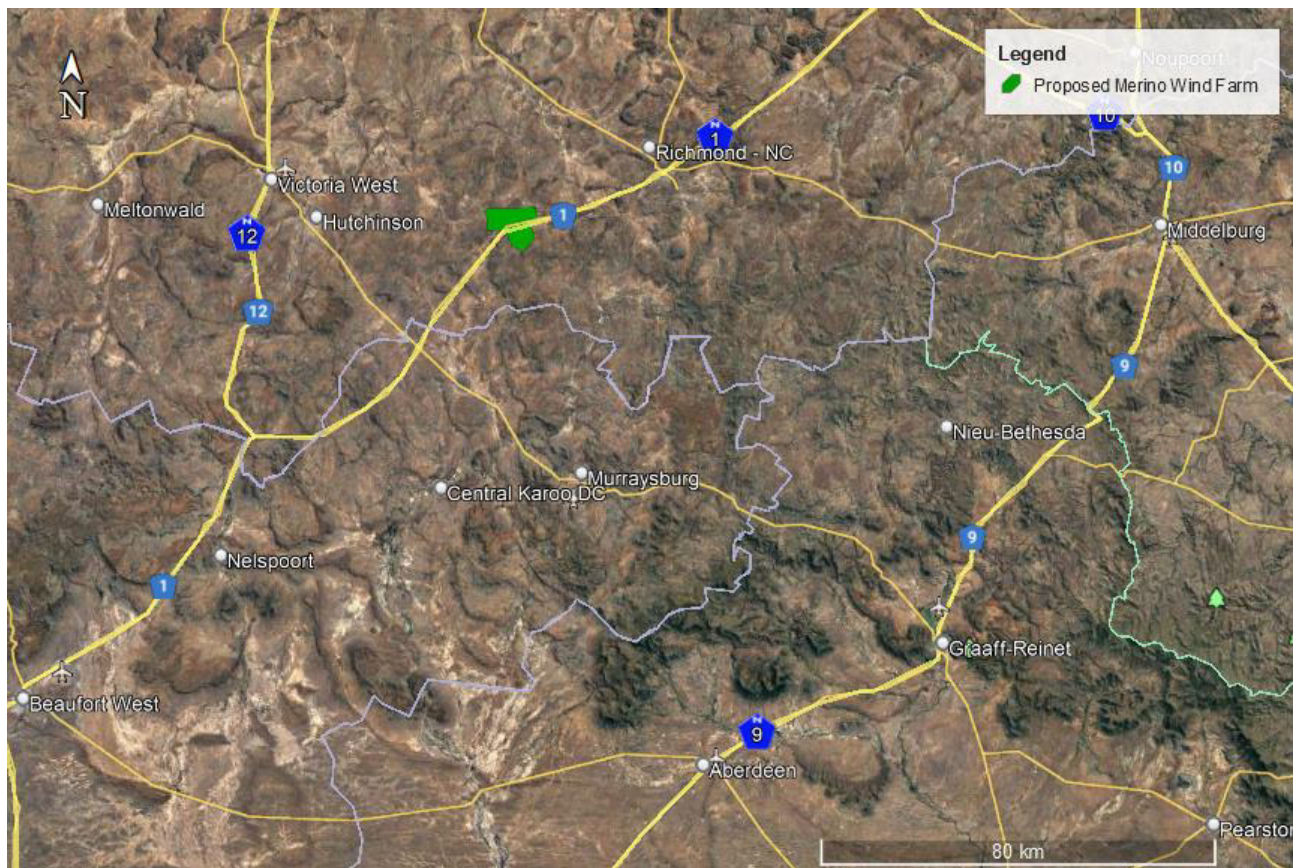 Legend
Proposed Merino Wind Farm
N
Noupoort
N
10
N
1
Richmond - NC
10
Victoria West
Meltonwald
Hutchinson
1
Middelburg
N
12
12
9
Nieu-Bethesda
Murraysburg
Central Karoo DC
9
Nelspoort
1
Graaff-Reinet
Beaufort West
N
9
Aberdeen
Pearston
80 km